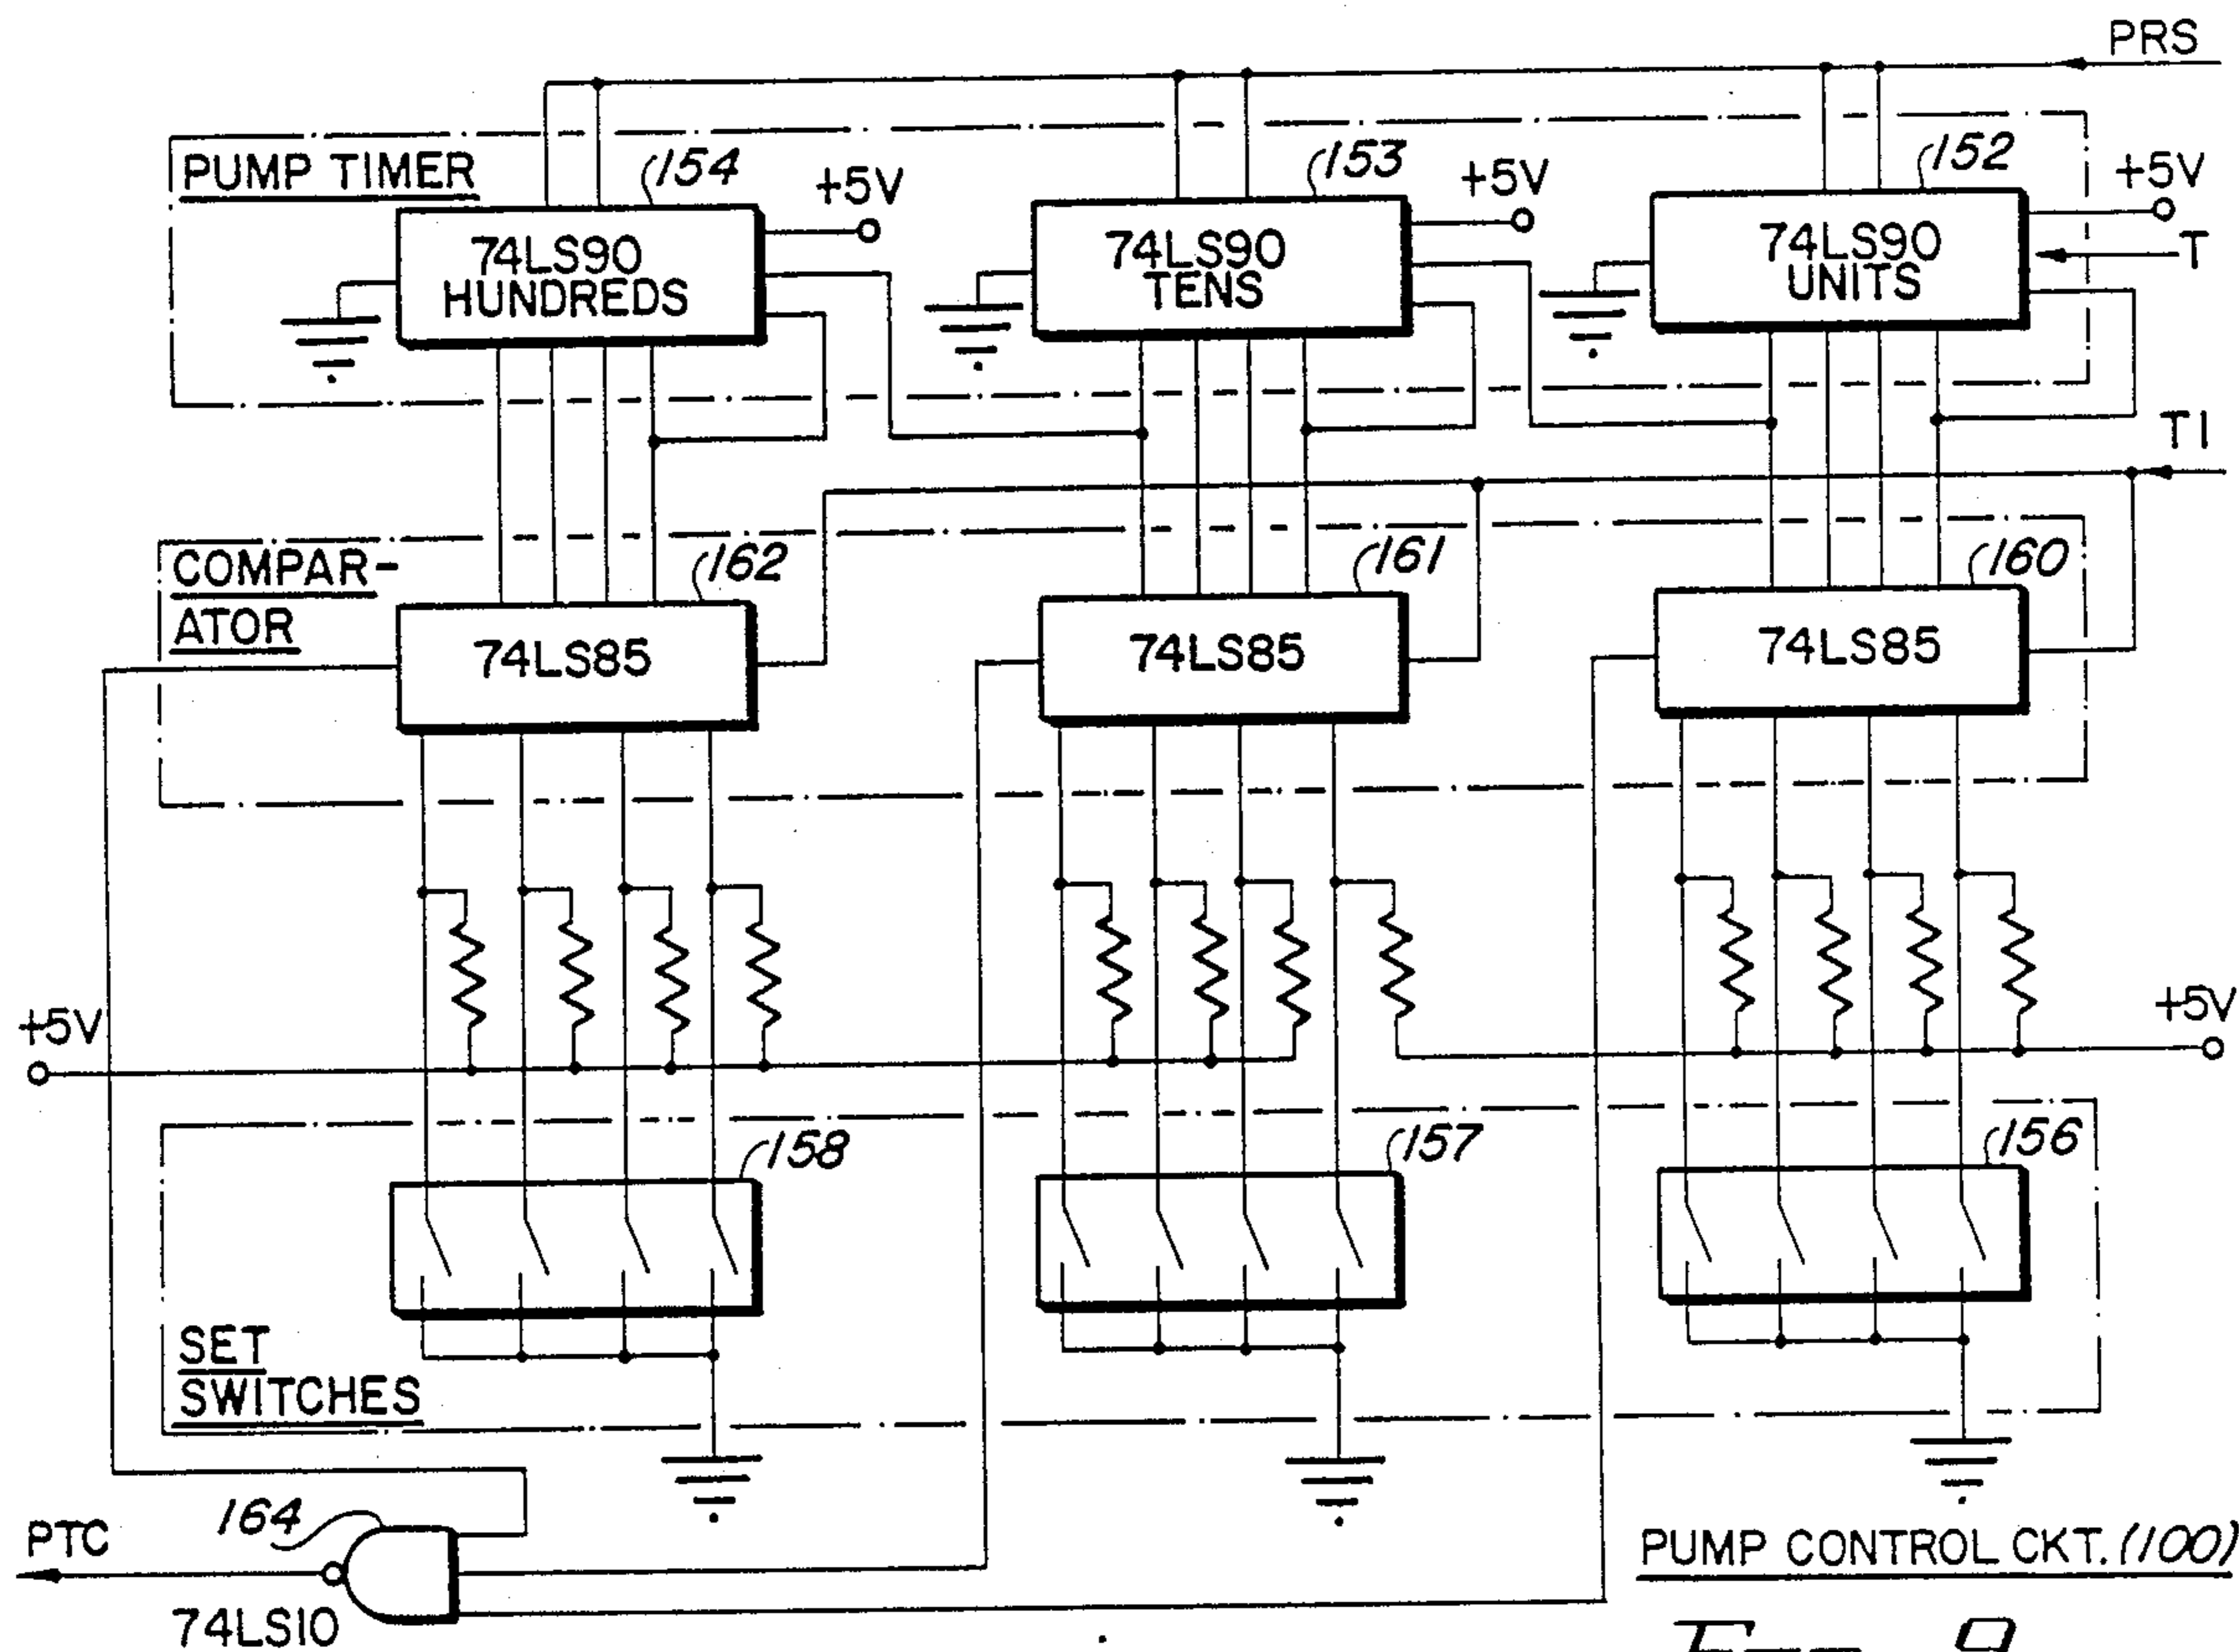 PRS
PUMP TIMER
154
+5V
153
+5V
152
+5V
74LS90
HUNDREDS
74LS90
TENS
74LS90
UNITS
T
T1
COMPAR-
ATOR
162
161
160
74LS85
74LS85
74LS85
+5V
+5V
158
157
156
SET
SWITCHES
164
PTC
74LS10
PUMP CONTROL CKT. (100)